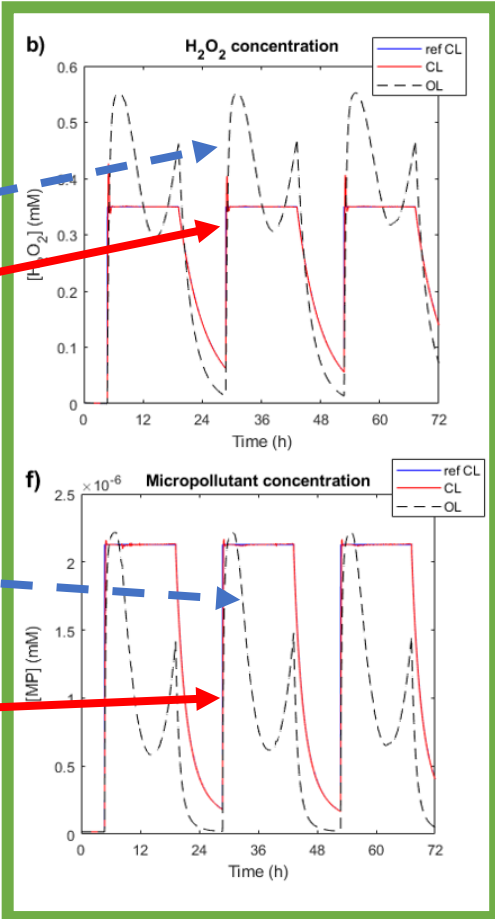 b)
H₂O₂ concentration
ref CL
CL
OL
[H₂O₂] (mM)
0.6
0.5
0.4
0.3
0.2
0.1
0
0 12 24 36 48 60 72
Time (h)
f)
Micropollutant concentration
ref CL
CL
OL
× 10⁻⁶
[MP] (mM)
2.5
2
1.5
1
0.5
0
0 12 24 36 48 60 72
Time (h)